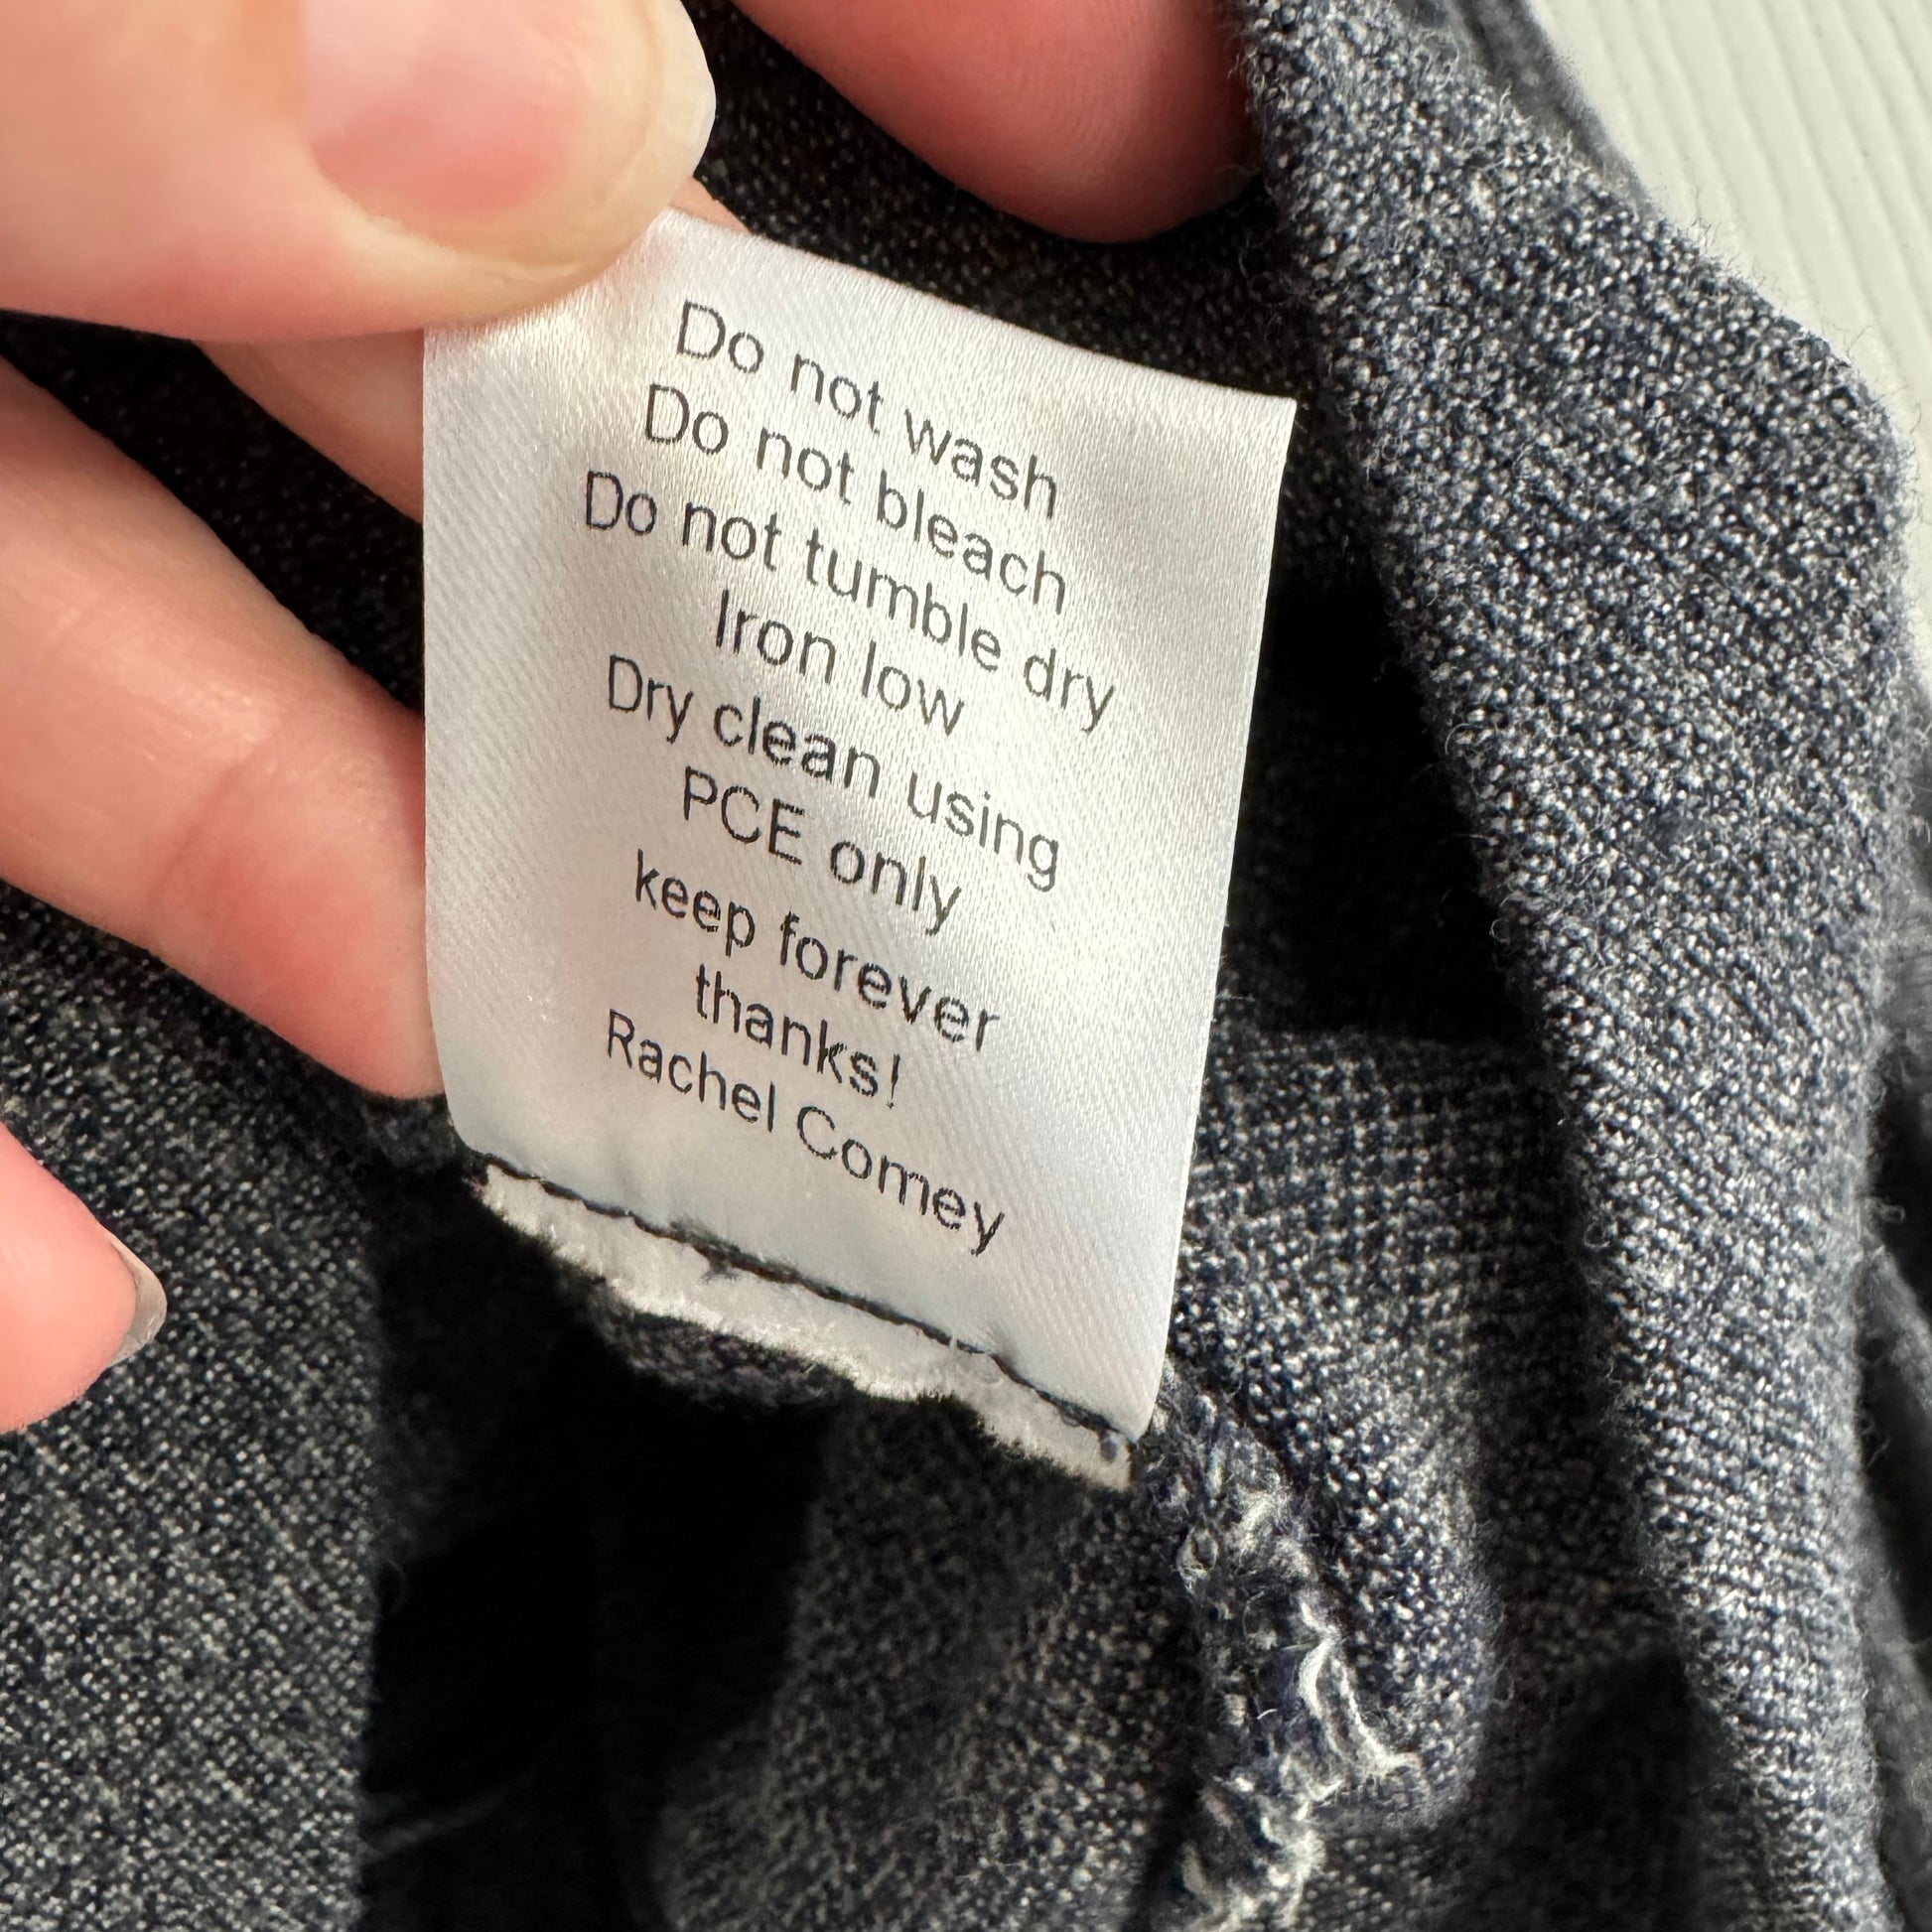 Do not wash
Do not bleach
Do not tumble dry
Iron low
Dry clean using
PCE only
keep forever
thanks!
Rachel Comey